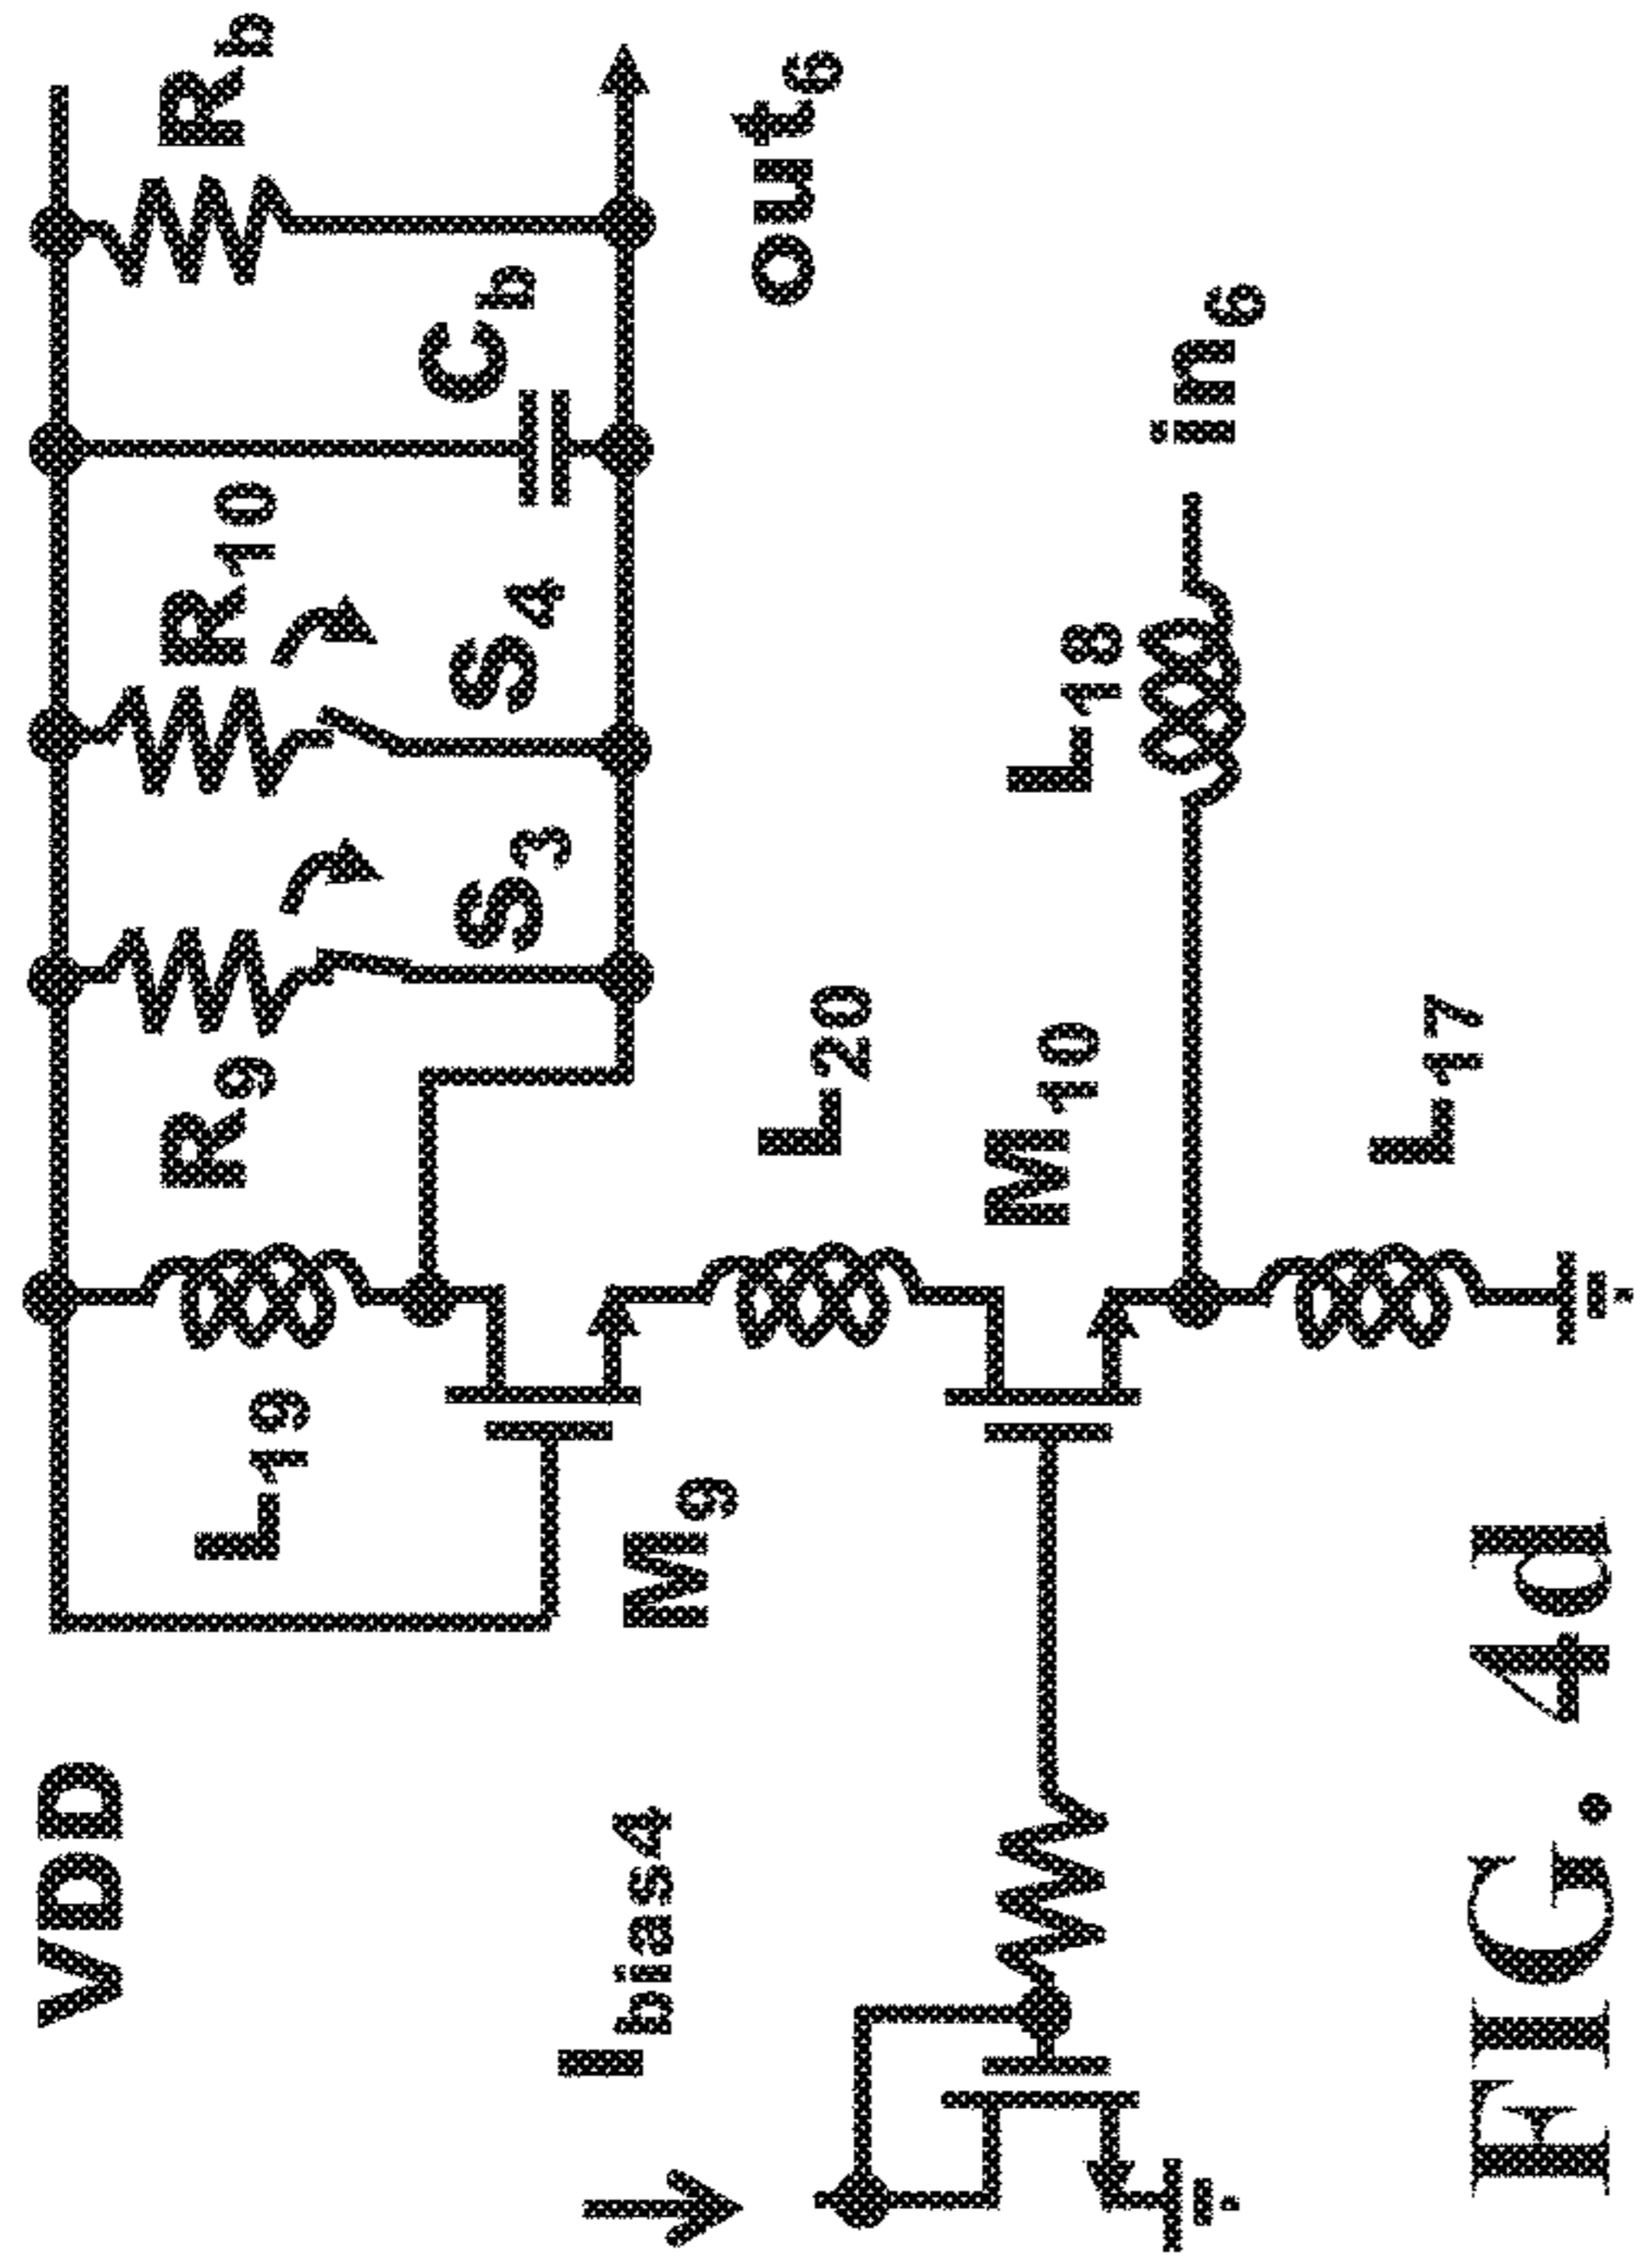 VDD
L19
R9
R10
Rb
S3
S4
Cb
Ibias4
M9
L20
out6
M10
L18
in6
L17
FIG. 4d